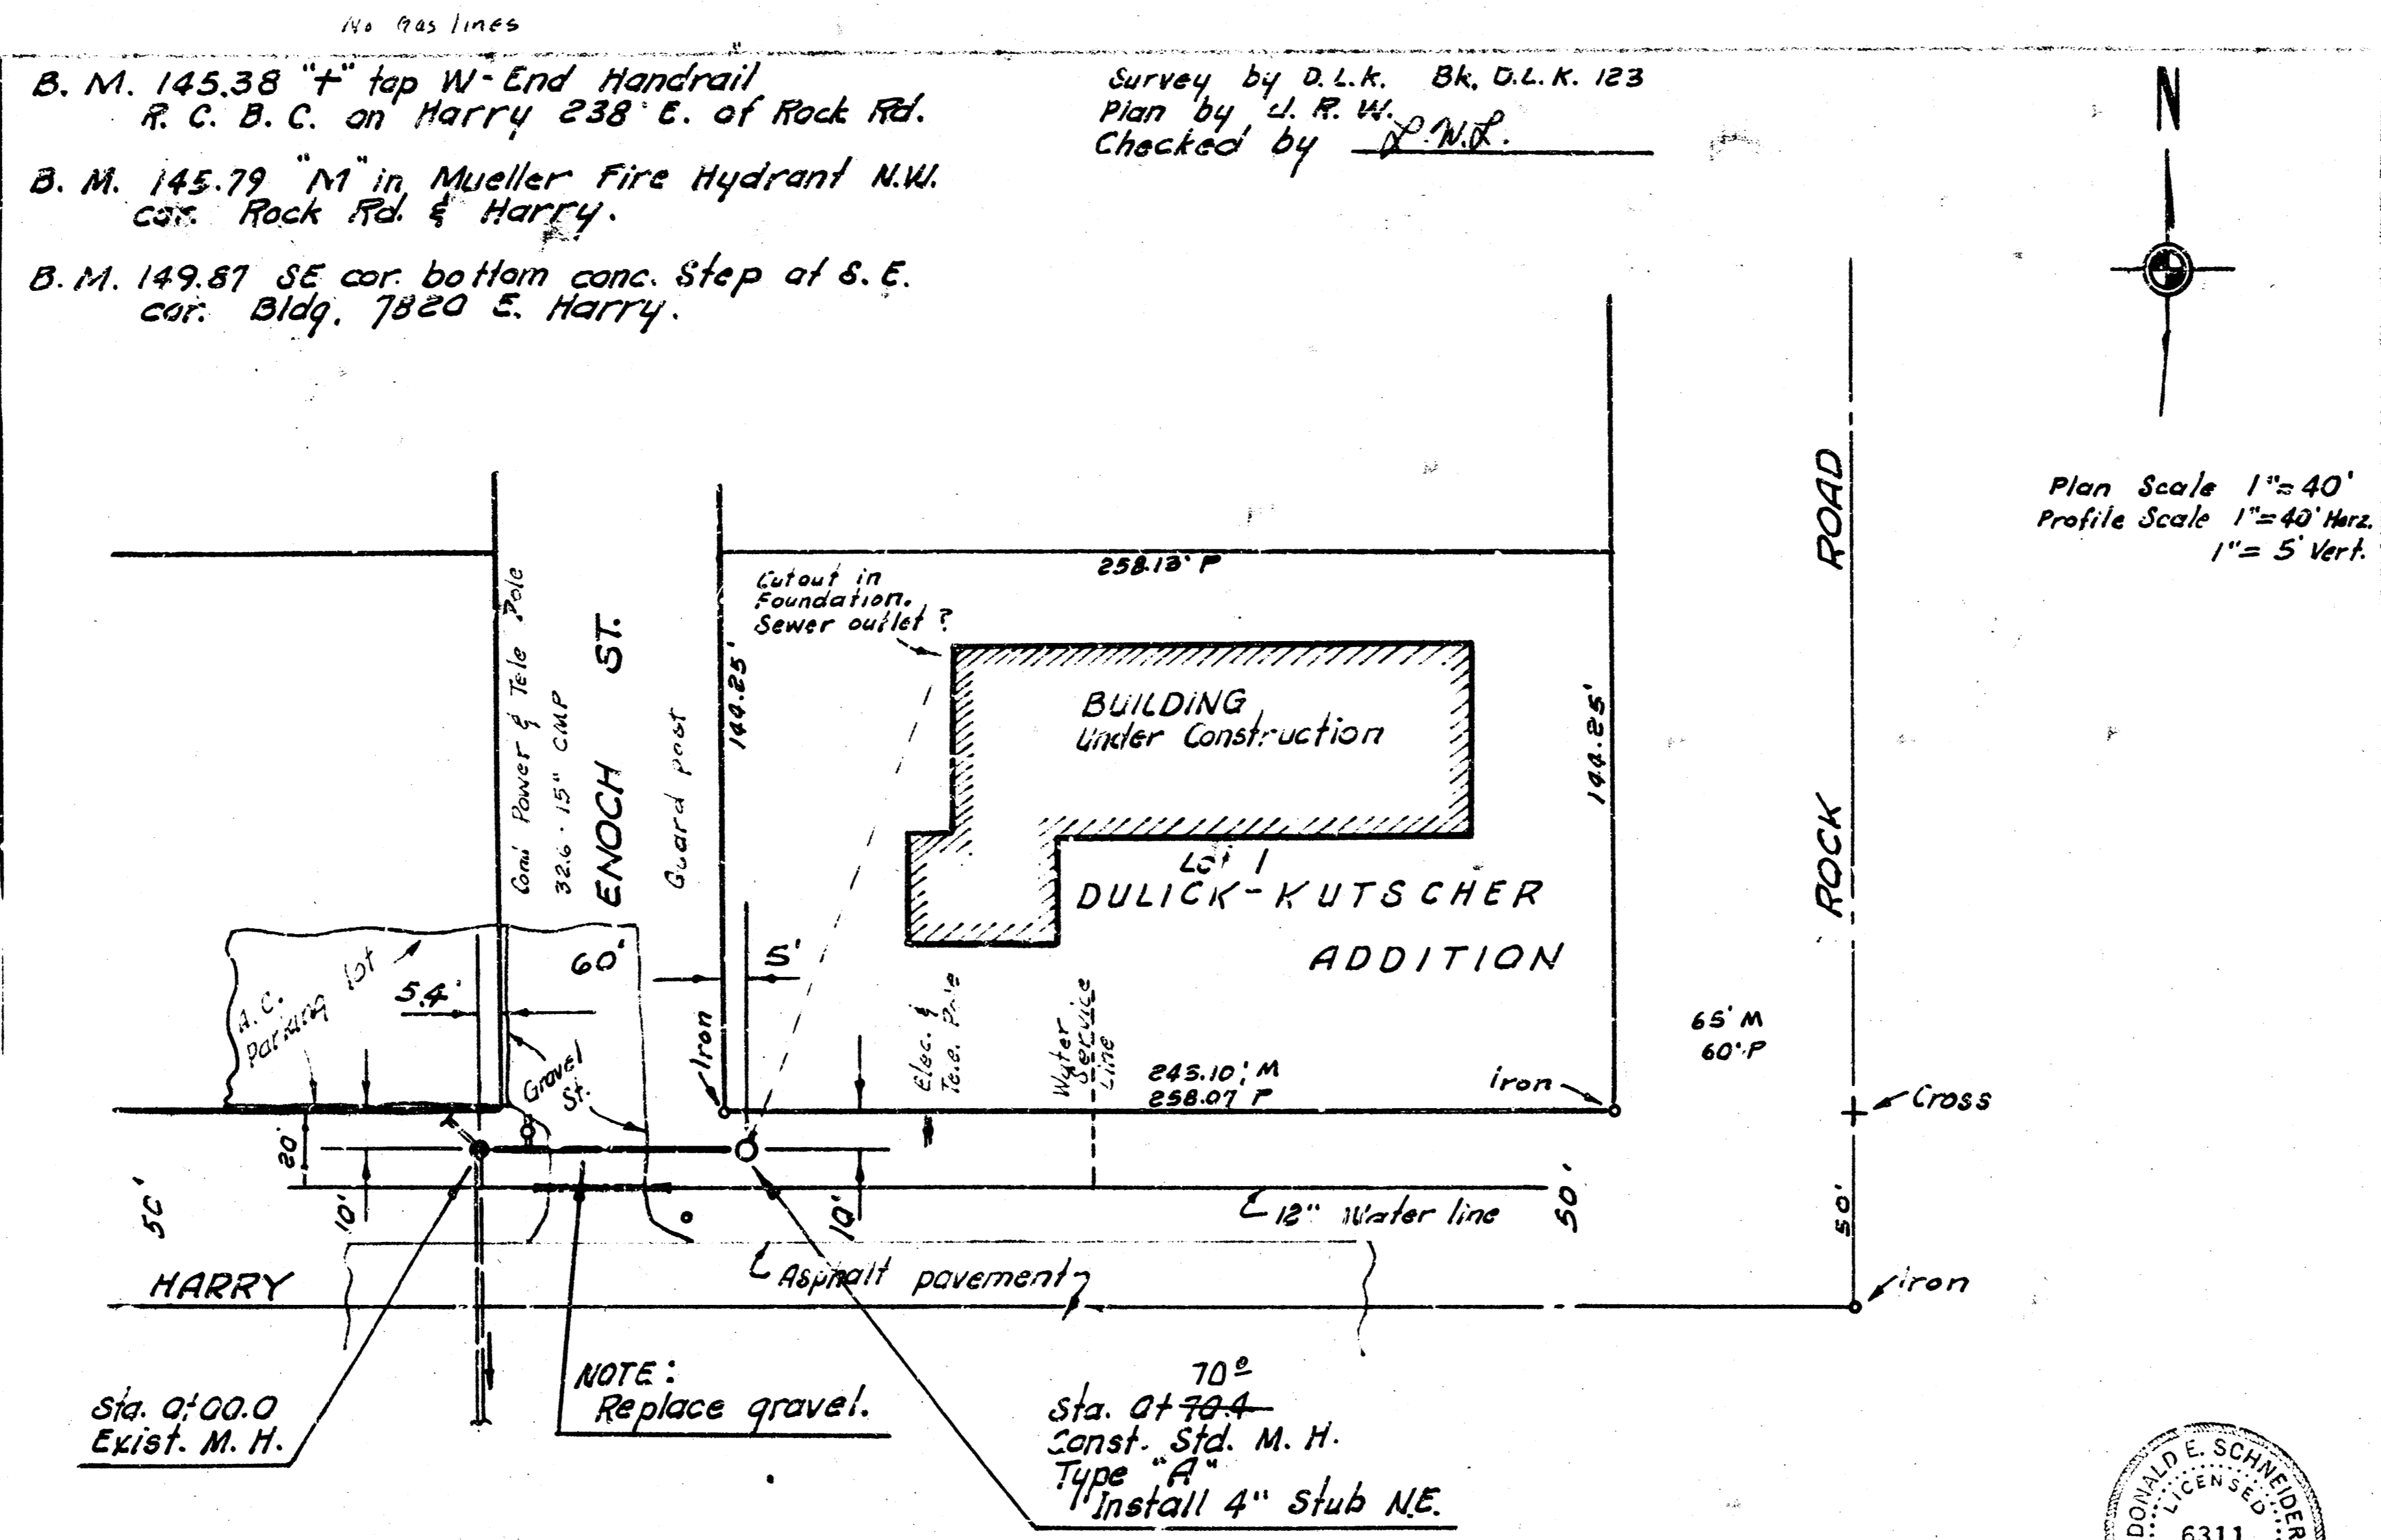 No Gas lines
B. M. 145.38 "+" top W-End Handrail
R. C. B. C. on Harry 238' E. of Rock Rd.
B. M. 145.79 "M" in Mueller Fire Hydrant N.W.
cor. Rock Rd. & Harry.
B. M. 149.87 SE cor. bottom conc. Step at S. E.
cor. Bldg. 7820 E. Harry.
Survey by D.L.K. Bk. D.L.K. 123
Plan by J. R. W.
Checked by L.W.L.
N
Plan Scale 1"=40'
Profile Scale 1"=40' Horz.
1"= 5' Vert.
258.13' P
Cutout in
Foundation.
Sewer outlet ?
BUILDING
Under Construction
Lot 1
DULICK-KUTSCHER
ADDITION
144.25'
144.25'
ROCK ROAD
Power & Tele Pole
32.6 - 15" CMP
ENOCH ST.
Guard post
60'
5'
5.4'
A.C.
Parking lot
Gravel
St.
Iron
Elec. &
Tele. Pole
Water
Service
Line
245.10' M
258.07 P
iron
65' M
60' P
Cross
20'
10'
10'
50'
50'
50'
℄ 12" Water line
℄ Asphalt pavement
HARRY
Iron
Sta. 0+00.0
Exist. M. H.
NOTE:
Replace gravel.
70º
Sta. 0+70.4
Const. Std. M. H.
Type "A"
Install 4" Stub N.E.
DONALD E. SCHNEIDER
LICENSED
6311